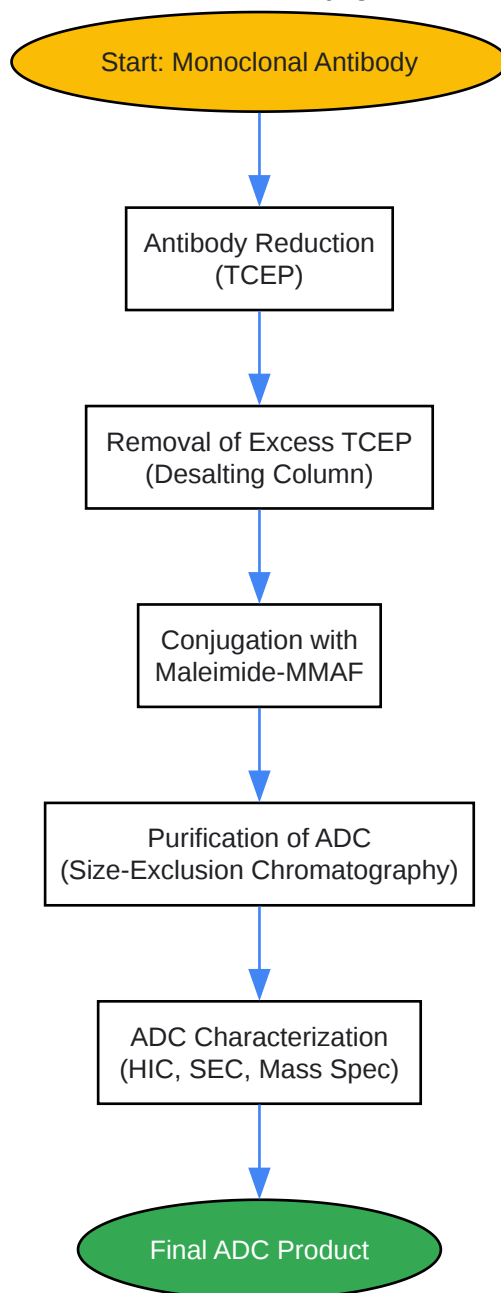 Start: Monoclonal Antibody
Antibody Reduction
(TCEP)
Removal of Excess TCEP
(Desalting Column)
Conjugation with
Maleimide-MMAF
Purification of ADC
(Size-Exclusion Chromatography)
ADC Characterization
(HIC, SEC, Mass Spec)
Final ADC Product